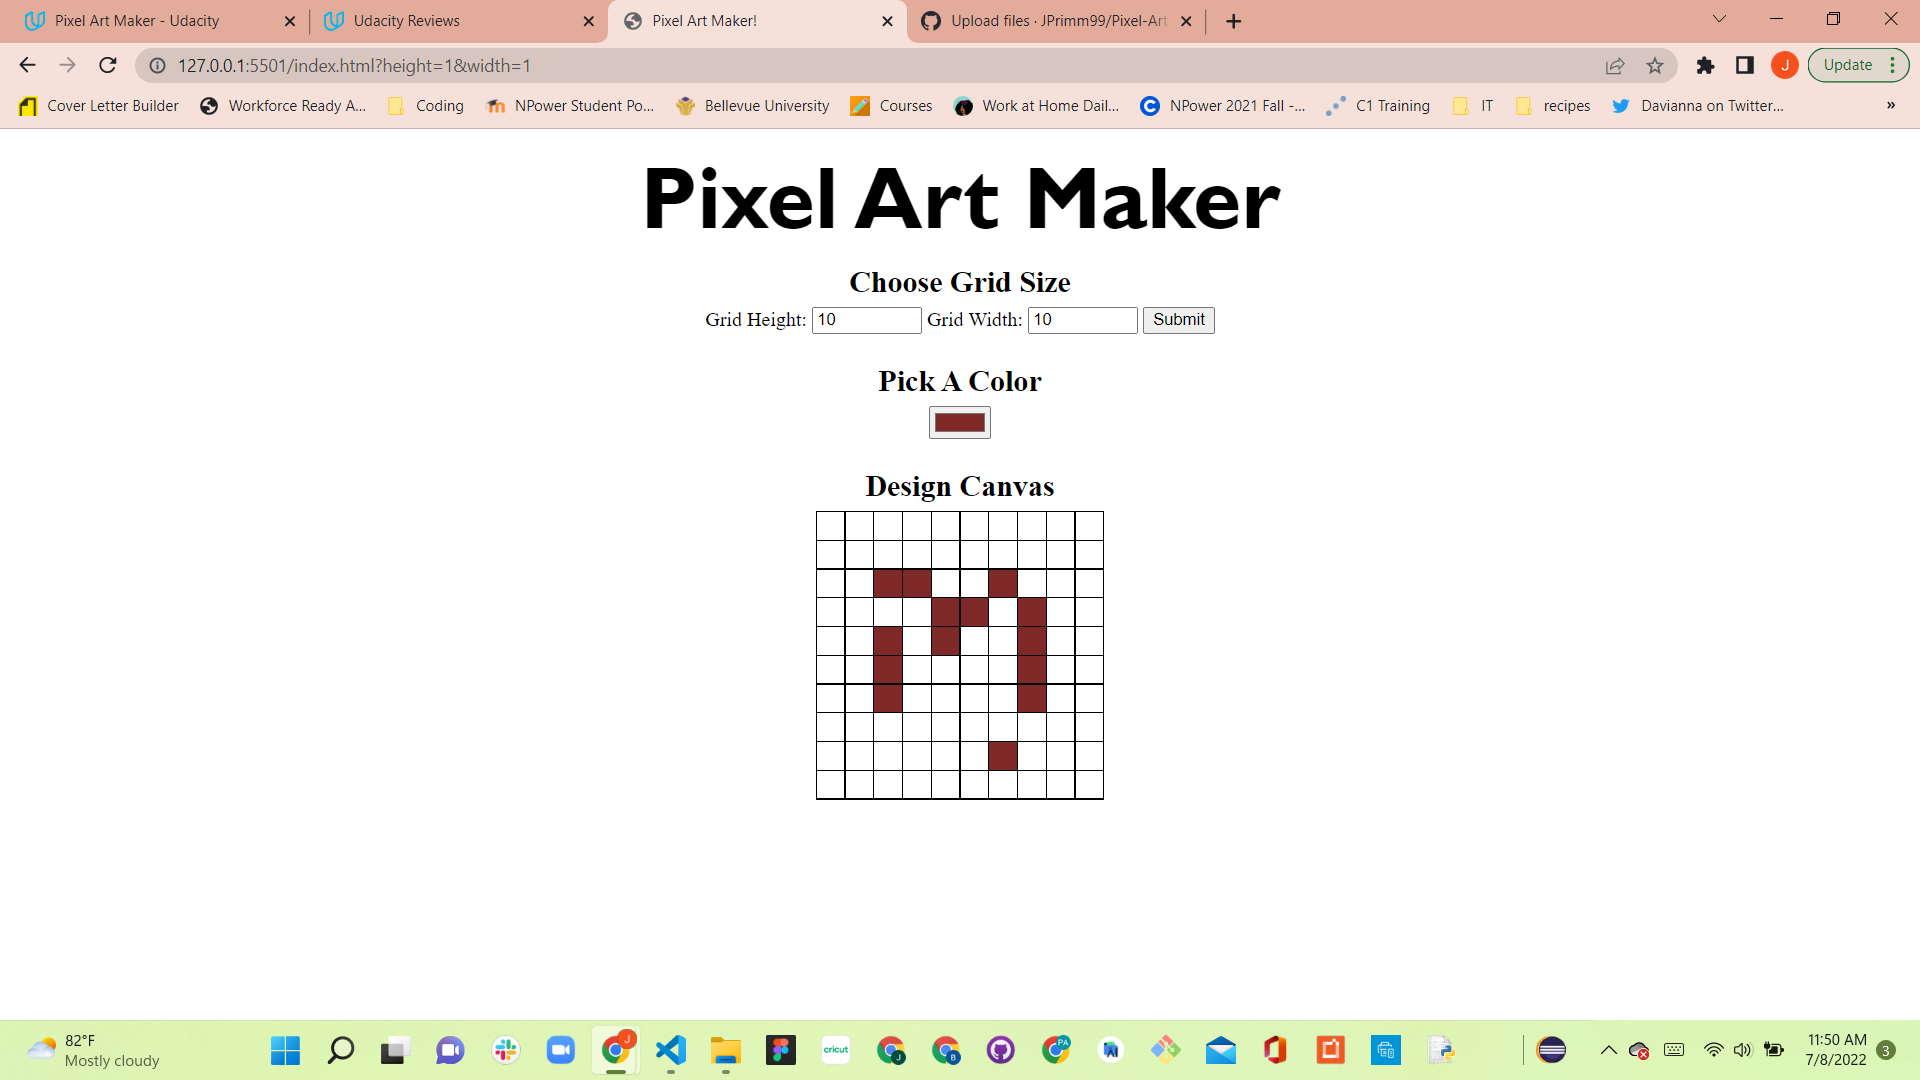 Pixel Art Maker - Udacity
Udacity Reviews
Pixel Art Maker!
Upload files · JPrimm99/Pixel-Art
127.0.0.1:5501/index.html?height=1&width=1
J
Update
Cover Letter Builder
Workforce Ready A...
Coding
NPower Student Po...
Bellevue University
Courses
Work at Home Dail...
NPower 2021 Fall -...
C1 Training
IT
recipes
Davianna on Twitter...
»
Pixel Art Maker
Choose Grid Size
Grid Height: 10 Grid Width: 10 Submit
Pick A Color
Design Canvas
82°F
Mostly cloudy
J
cricut
J
B
PA
11:50 AM
7/8/2022
3